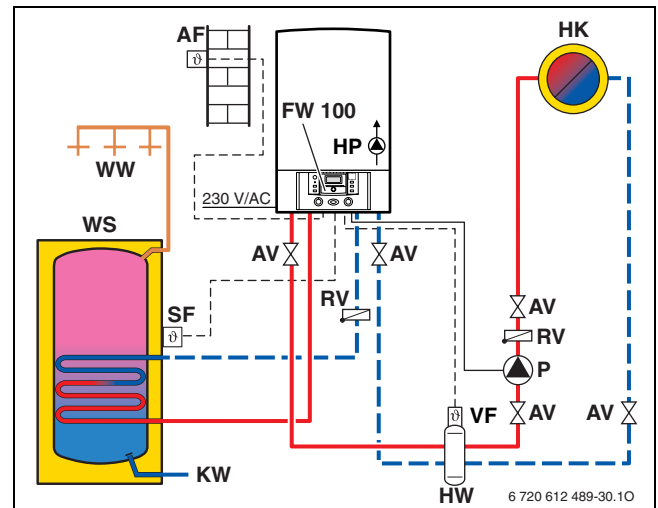 AF
ϑ
HK
FW 100
HP
WW
230 V/AC
WS
AV
AV
SF
ϑ
RV
AV
RV
P
ϑ
VF
AV
AV
KW
HW
6 720 612 489-30.1O